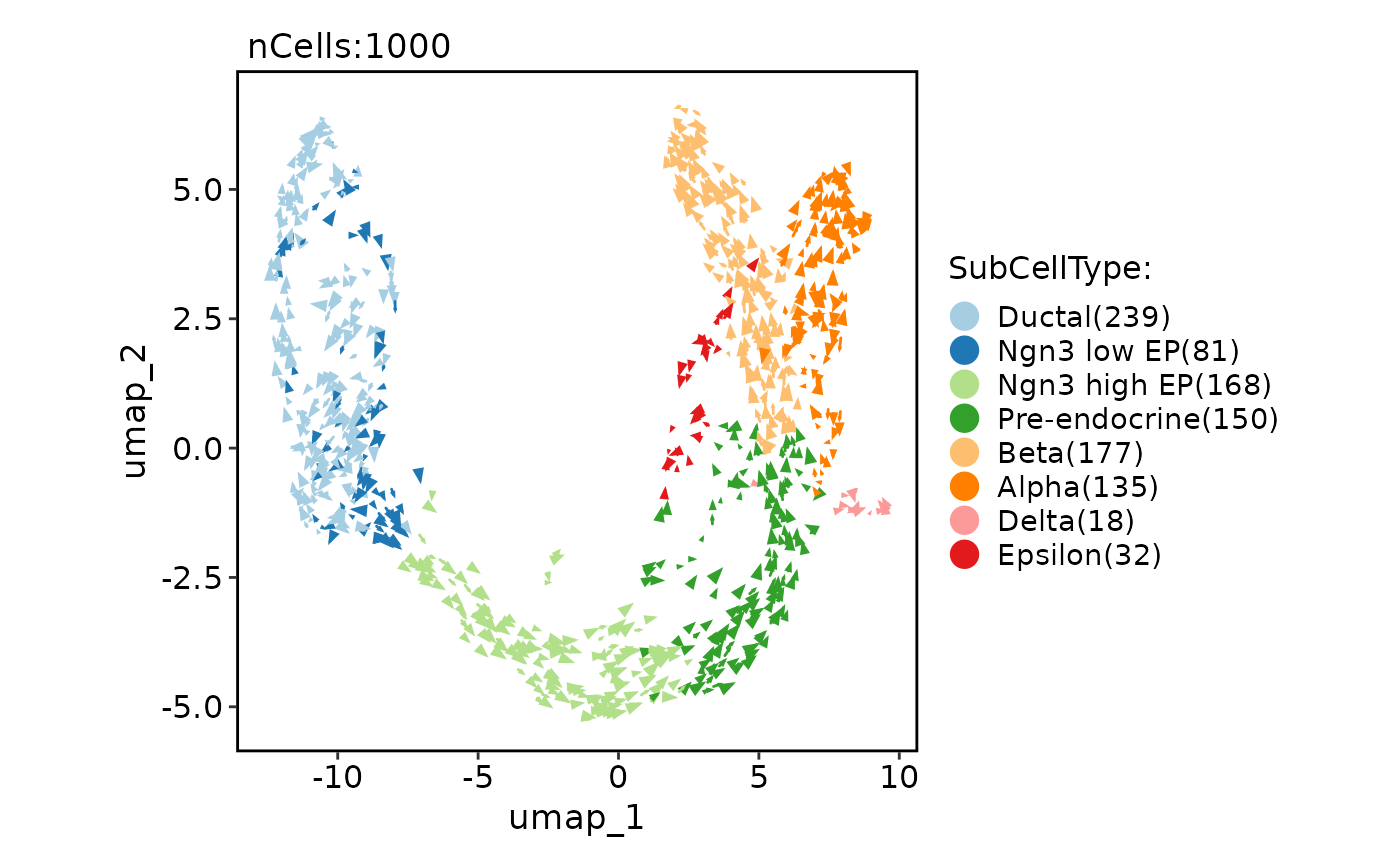 nCells:1000
5.0
2.5
0.0
-2.5
-5.0
umap_2
-10
-5
0
5
10
umap_1
SubCellType:
Ductal(239)
Ngn3 low EP(81)
Ngn3 high EP(168)
Pre-endocrine(150)
Beta(177)
Alpha(135)
Delta(18)
Epsilon(32)